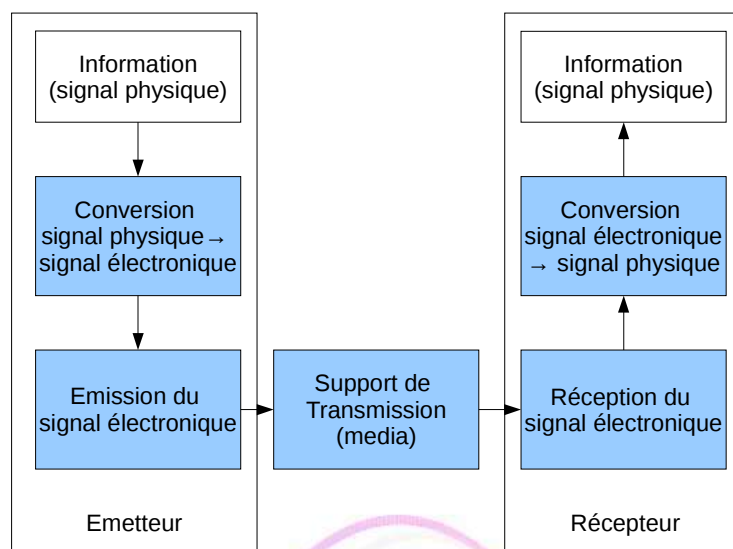 Information
(signal physique)
Conversion
signal physique→
signal électronique
Emission du
signal électronique
Emetteur
Support de
Transmission
(media)
Information
(signal physique)
Conversion
signal électronique
→ signal physique
Réception du
signal électronique
Récepteur